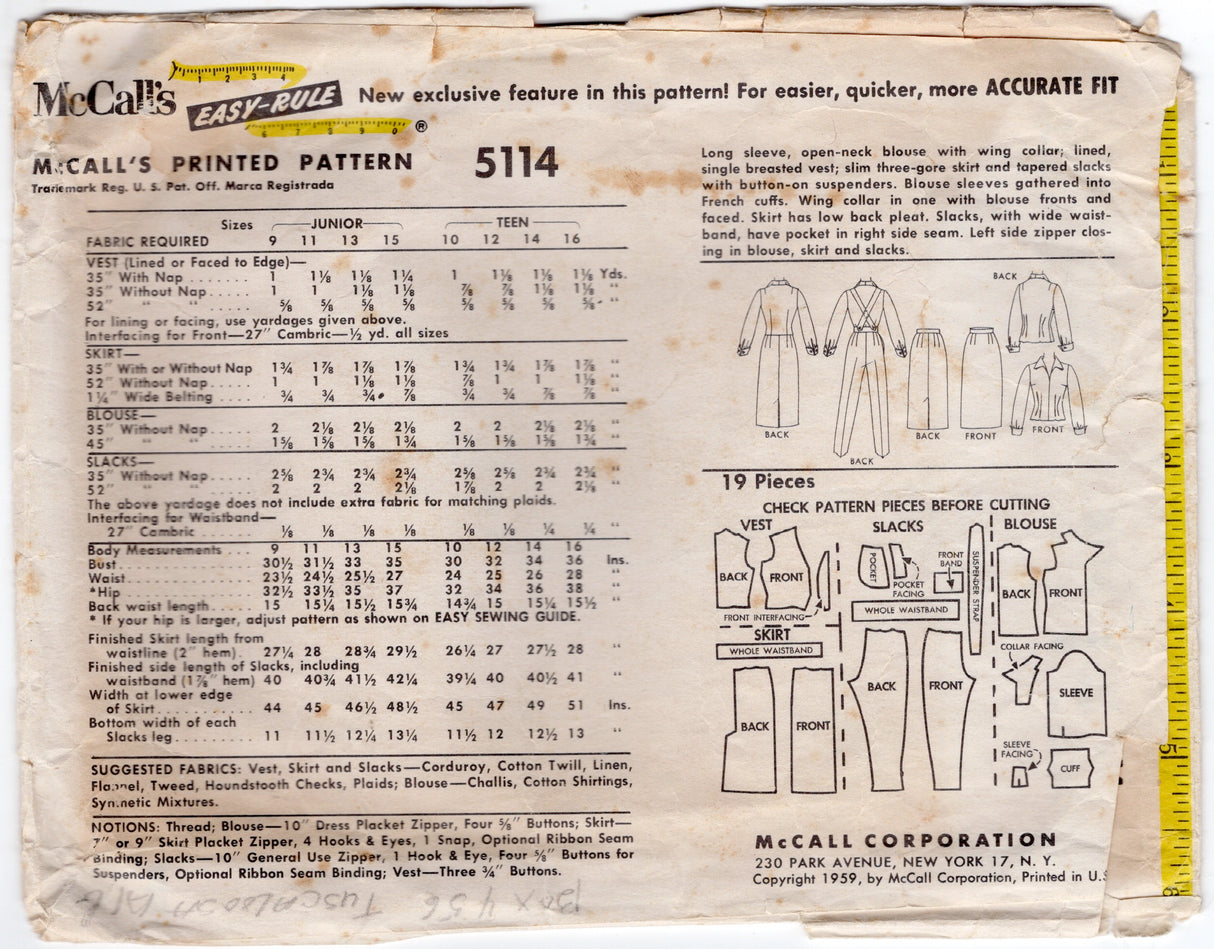 McCall's EASY-RULE ® New exclusive feature in this pattern! For easier, quicker, more ACCURATE FIT
1 2 3 4
6 7 8 9 0
McCALL'S PRINTED PATTERN 5114
Trademark Reg. U. S. Pat. Off. Marca Registrada
Sizes JUNIOR TEEN
FABRIC REQUIRED 9 11 13 15 10 12 14 16
VEST (Lined or Faced to Edge)—
35" With Nap....... 1 1⅛ 1⅛ 1¼ 1 1⅛ 1⅛ 1⅛ Yds.
35" Without Nap..... 1 1 1⅛ 1⅛ ⅞ ⅞ 1⅛ 1⅛ "
52" " " ..... ⅝ ⅝ ⅝ ⅝ ⅝ ⅝ ⅝ ⅝ "
For lining or facing, use yardages given above.
Interfacing for Front—27" Cambric—½ yd. all sizes
SKIRT—
35" With or Without Nap 1¾ 1⅞ 1⅞ 1⅞ 1¾ 1¾ 1⅞ 1⅞ "
52" Without Nap..... 1 1 1⅛ 1⅛ ⅞ 1 1 1⅛ "
1¼" Wide Belting.... ¾ ¾ ¾ ⅞ ¾ ¾ ⅞ ⅞ "
BLOUSE—
35" Without Nap..... 2 2⅛ 2⅛ 2⅛ 2 2 2⅛ 2⅛ "
45" " " ..... 1⅝ 1⅝ 1⅝ 1¾ 1⅝ 1⅝ 1⅝ 1¾ "
SLACKS—
35" Without Nap..... 2⅝ 2¾ 2¾ 2¾ 2⅝ 2⅝ 2¾ 2¾ "
52" " " ..... 2 2 2 2⅛ 1⅞ 2 2 2⅛ "
The above yardage does not include extra fabric for matching plaids.
Interfacing for Waistband—
27" Cambric....... ⅛ ⅛ ⅛ ⅛ ⅛ ⅛ ¼ ¼ "
Body Measurements... 9 11 13 15 10 12 14 16
Bust............... 30½ 31½ 33 35 30 32 34 36 Ins.
Waist.............. 23½ 24½ 25½ 27 24 25 26 28 "
*Hip............... 32½ 33½ 35 37 32 34 36 38 "
Back waist length..... 15 15¼ 15½ 15¾ 14¾ 15 15¼ 15½ "
* If your hip is larger, adjust pattern as shown on EASY SEWING GUIDE.
Finished Skirt length from
waistline (2" hem). 27¼ 28 28¾ 29½ 26¼ 27 27½ 28 "
Finished side length of Slacks, including
waistband (1⅞" hem) 40 40¾ 41½ 42¼ 39¼ 40 40½ 41 "
Width at lower edge
of Skirt........... 44 45 46½ 48½ 45 47 49 51 Ins.
Bottom width of each
Slacks leg......... 11 11½ 12¼ 13¼ 11½ 12 12½ 13 "
SUGGESTED FABRICS: Vest, Skirt and Slacks—Corduroy, Cotton Twill, Linen,
Flannel, Tweed, Houndstooth Checks, Plaids; Blouse—Challis, Cotton Shirtings,
Synthetic Mixtures.
NOTIONS: Thread; Blouse—10" Dress Placket Zipper, Four ⅝" Buttons; Skirt—
7" or 9" Skirt Placket Zipper, 4 Hooks & Eyes, 1 Snap, Optional Ribbon Seam
Binding; Slacks—10" General Use Zipper, 1 Hook & Eye, Four ⅝" Buttons for
Suspenders, Optional Ribbon Seam Binding; Vest—Three ¾" Buttons.
Box 456 Tuscaloosa Ala
Long sleeve, open-neck blouse with wing collar; lined,
single breasted vest; slim three-gore skirt and tapered slacks
with button-on suspenders. Blouse sleeves gathered into
French cuffs. Wing collar in one with blouse fronts and
faced. Skirt has low back pleat. Slacks, with wide waist-
band, have pocket in right side seam. Left side zipper clos-
ing in blouse, skirt and slacks.
BACK
BACK
BACK
BACK
FRONT
FRONT
19 Pieces
CHECK PATTERN PIECES BEFORE CUTTING
VEST
BACK
FRONT
FRONT INTERFACING
SKIRT
WHOLE WAISTBAND
BACK
FRONT
SLACKS
POCKET
POCKET FACING
FRONT BAND
SUSPENDER STRAP
WHOLE WAISTBAND
BACK
FRONT
BLOUSE
BACK
FRONT
COLLAR FACING
SLEEVE
SLEEVE FACING
CUFF
McCALL CORPORATION
230 PARK AVENUE, NEW YORK 17, N. Y.
Copyright 1959, by McCall Corporation, Printed in U.S
5
6